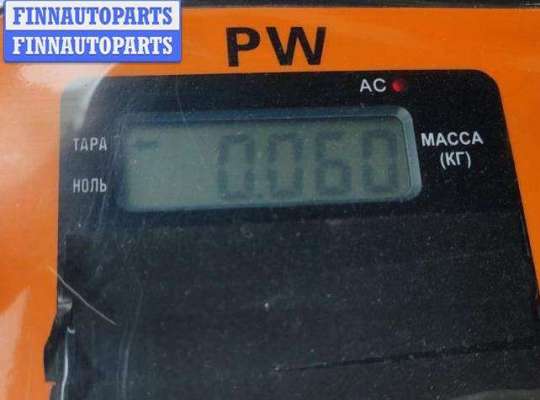 FINNAUTOPARTS
FINNAUTOPARTS
PW
AC
ТАРА
0.060
МАССА
(КГ)
НОЛЬ